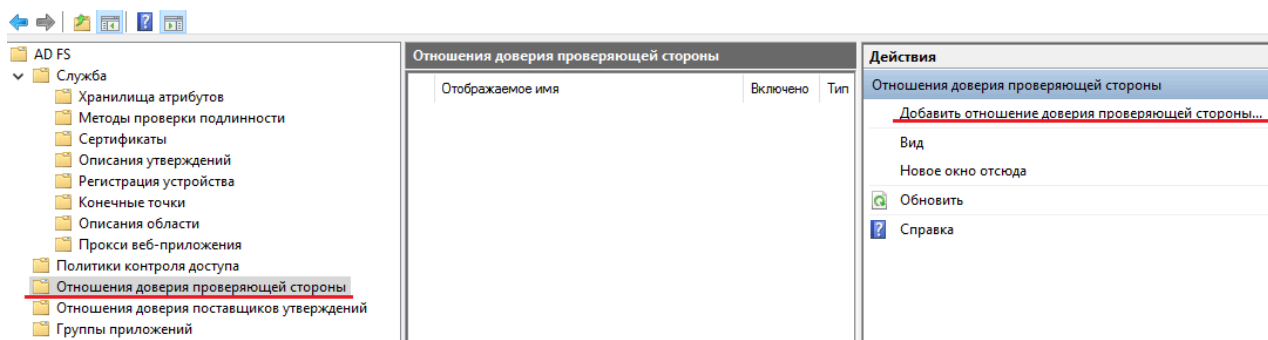 AD FS
Служба
Хранилища атрибутов
Методы проверки подлинности
Сертификаты
Описания утверждений
Регистрация устройства
Конечные точки
Описания области
Прокси веб-приложения
Политики контроля доступа
Отношения доверия проверяющей стороны
Отношения доверия поставщиков утверждений
Группы приложений
Отношения доверия проверяющей стороны
Отображаемое имя Включено Тип
Действия
Отношения доверия проверяющей стороны
Добавить отношение доверия проверяющей стороны...
Вид
Новое окно отсюда
Обновить
Справка